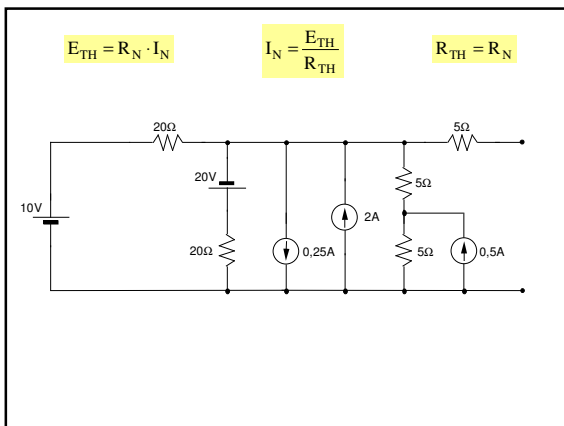 E_TH = R_N · I_N
I_N = E_TH / R_TH
R_TH = R_N
20Ω
5Ω
20V
5Ω
10V
2A
20Ω
0,25A
5Ω
0,5A